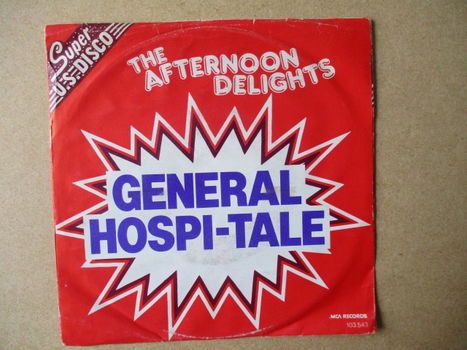 Super
U.S-DISCO
THE
AFTERNOON
DELIGHTS
GENERAL
HOSPI-TALE
MCA RECORDS
103.543